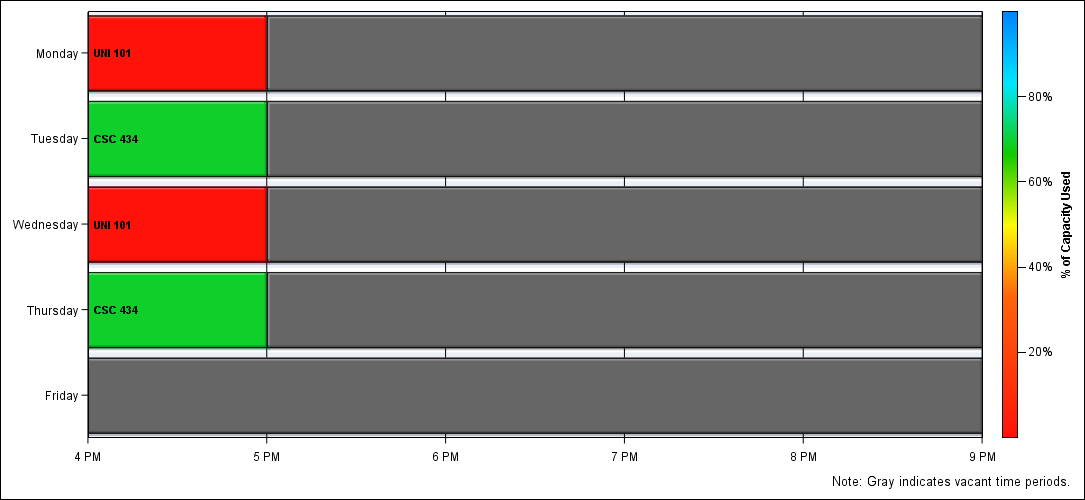 Monday
UNI 101
Tuesday
CSC 434
Wednesday
UNI 101
Thursday
CSC 434
Friday
4 PM
5 PM
6 PM
7 PM
8 PM
9 PM
80%
60%
40%
20%
% of Capacity Used
Note: Gray indicates vacant time periods.